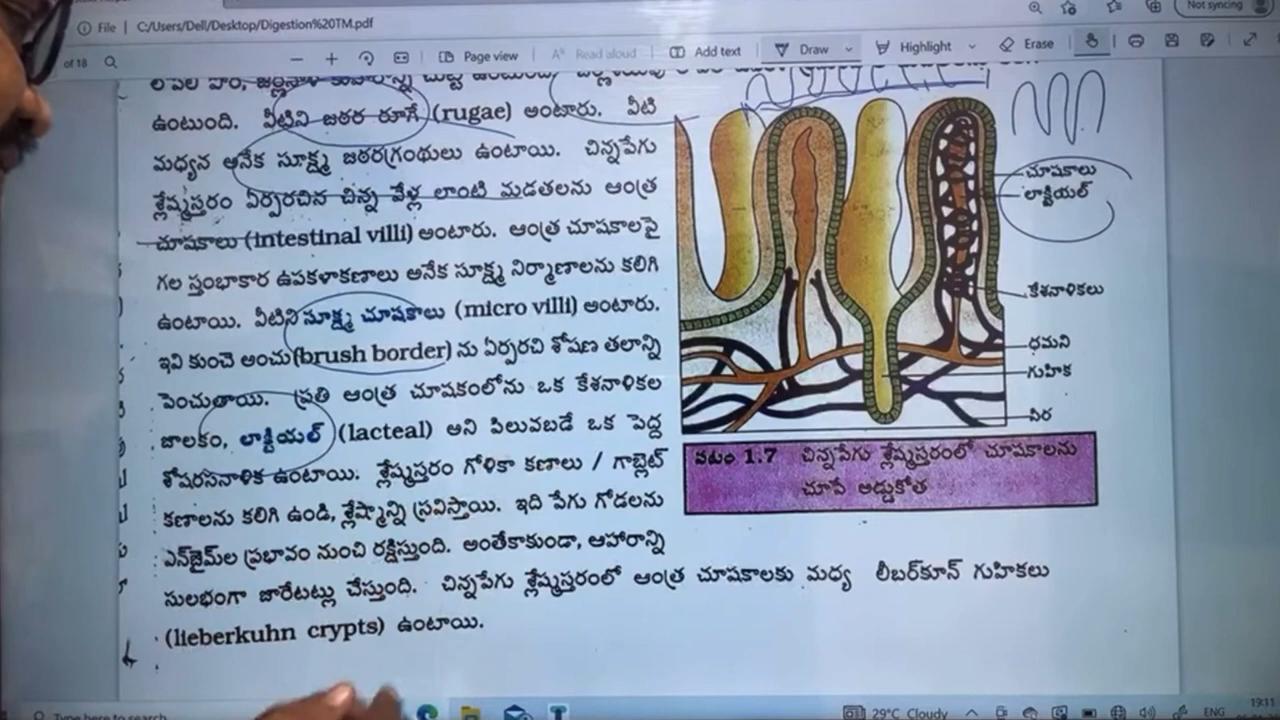 Not syncing
File | C:/Users/Dell/Desktop/Digestion%20TM.pdf
of 18
Page view
Read aloud
Add text
Draw
Highlight
Erase
ఉంటుంది. వీటిని జఠర రూగే (rugae) అంటారు. వీటి
మధ్యన అనేక సూక్ష్మ జఠరగ్రంథులు ఉంటాయి. చిన్నపేగు
శ్లేష్మస్తరం ఏర్పరచిన చిన్న వేళ్ల లాంటి మడతలను ఆంత్ర
చూషకాలు (intestinal villi) అంటారు. ఆంత్ర చూషకాలపై
గల స్తంభాకార ఉపకళాకణాలు అనేక సూక్ష్మ నిర్మాణాలను కలిగి
ఉంటాయి. వీటిని సూక్ష్మ చూషకాలు (micro villi) అంటారు.
ఇవి కుంచె అంచు(brush border) ను ఏర్పరచి శోషణ తలాన్ని
పెంచుతాయి. ప్రతి ఆంత్ర చూషకంలోను ఒక కేశనాళికల
జాలకం, లాక్టియల్ (lacteal) అని పిలువబడే ఒక పెద్ద
శోషరసనాళిక ఉంటాయి. శ్లేష్మస్తరం గోళికా కణాలు / గాబ్లెట్
కణాలను కలిగి ఉండి, శ్లేష్మాన్ని స్రవిస్తాయి. ఇది పేగు గోడలను
ఎన్‌జైమ్‌ల ప్రభావం నుంచి రక్షిస్తుంది. అంతేకాకుండా, ఆహారాన్ని
సులభంగా జారేటట్లు చేస్తుంది. చిన్నపేగు శ్లేష్మస్తరంలో ఆంత్ర చూషకాలకు మధ్య లీబర్‌కూన్ గుహికలు
(lieberkuhn crypts) ఉంటాయి.
చూషకాలు
లాక్టియల్
కేశనాళికలు
ధమని
గుహిక
సిర
పటం 1.7 చిన్నపేగు శ్లేష్మస్తరంలో చూషకాలను
చూపే అడ్డుకోత
Type here to search
29°C Cloudy
ENG
19:11